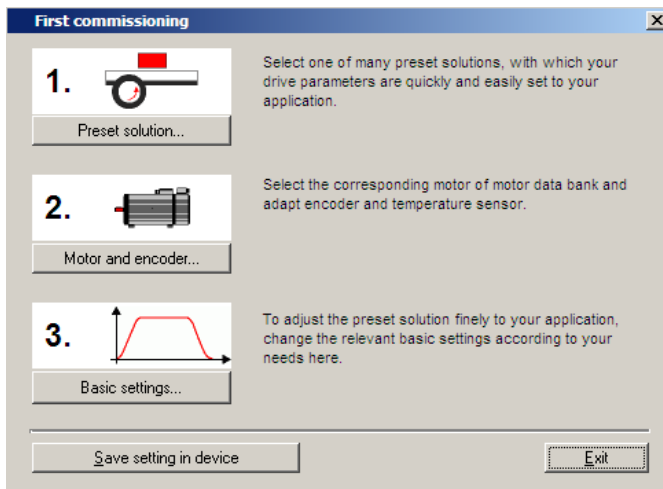 First commissioning
1.
Select one of many preset solutions, with which your
drive parameters are quickly and easily set to your
application.
Preset solution...
2.
Select the corresponding motor of motor data bank and
adapt encoder and temperature sensor.
Motor and encoder...
3.
To adjust the preset solution finely to your application,
change the relevant basic settings according to your
needs here.
Basic settings...
Save setting in device
Exit